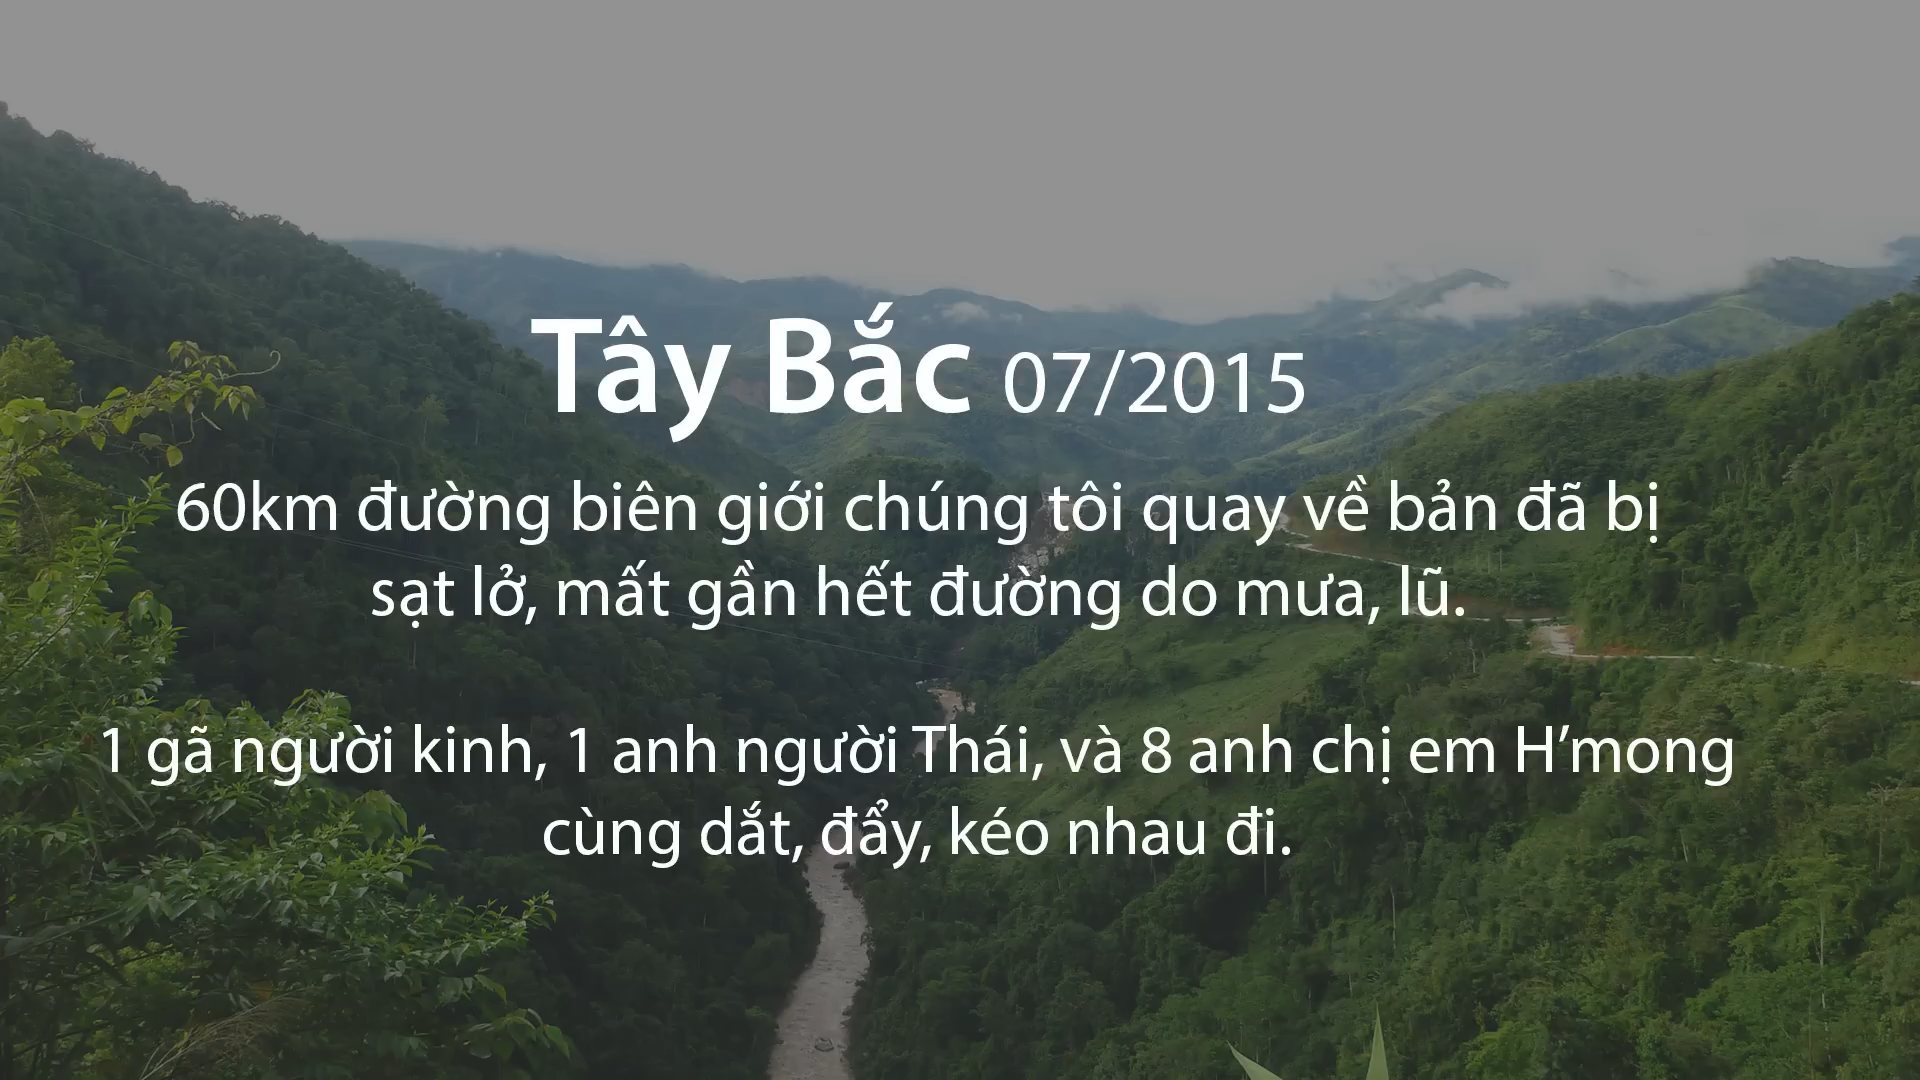 Tây Bắc 07/2015
60km đường biên giới chúng tôi quay về bản đã bị
sạt lở, mất gần hết đường do mưa, lũ.
1 gã người kinh, 1 anh người Thái, và 8 anh chị em H’mong
cùng dắt, đẩy, kéo nhau đi.